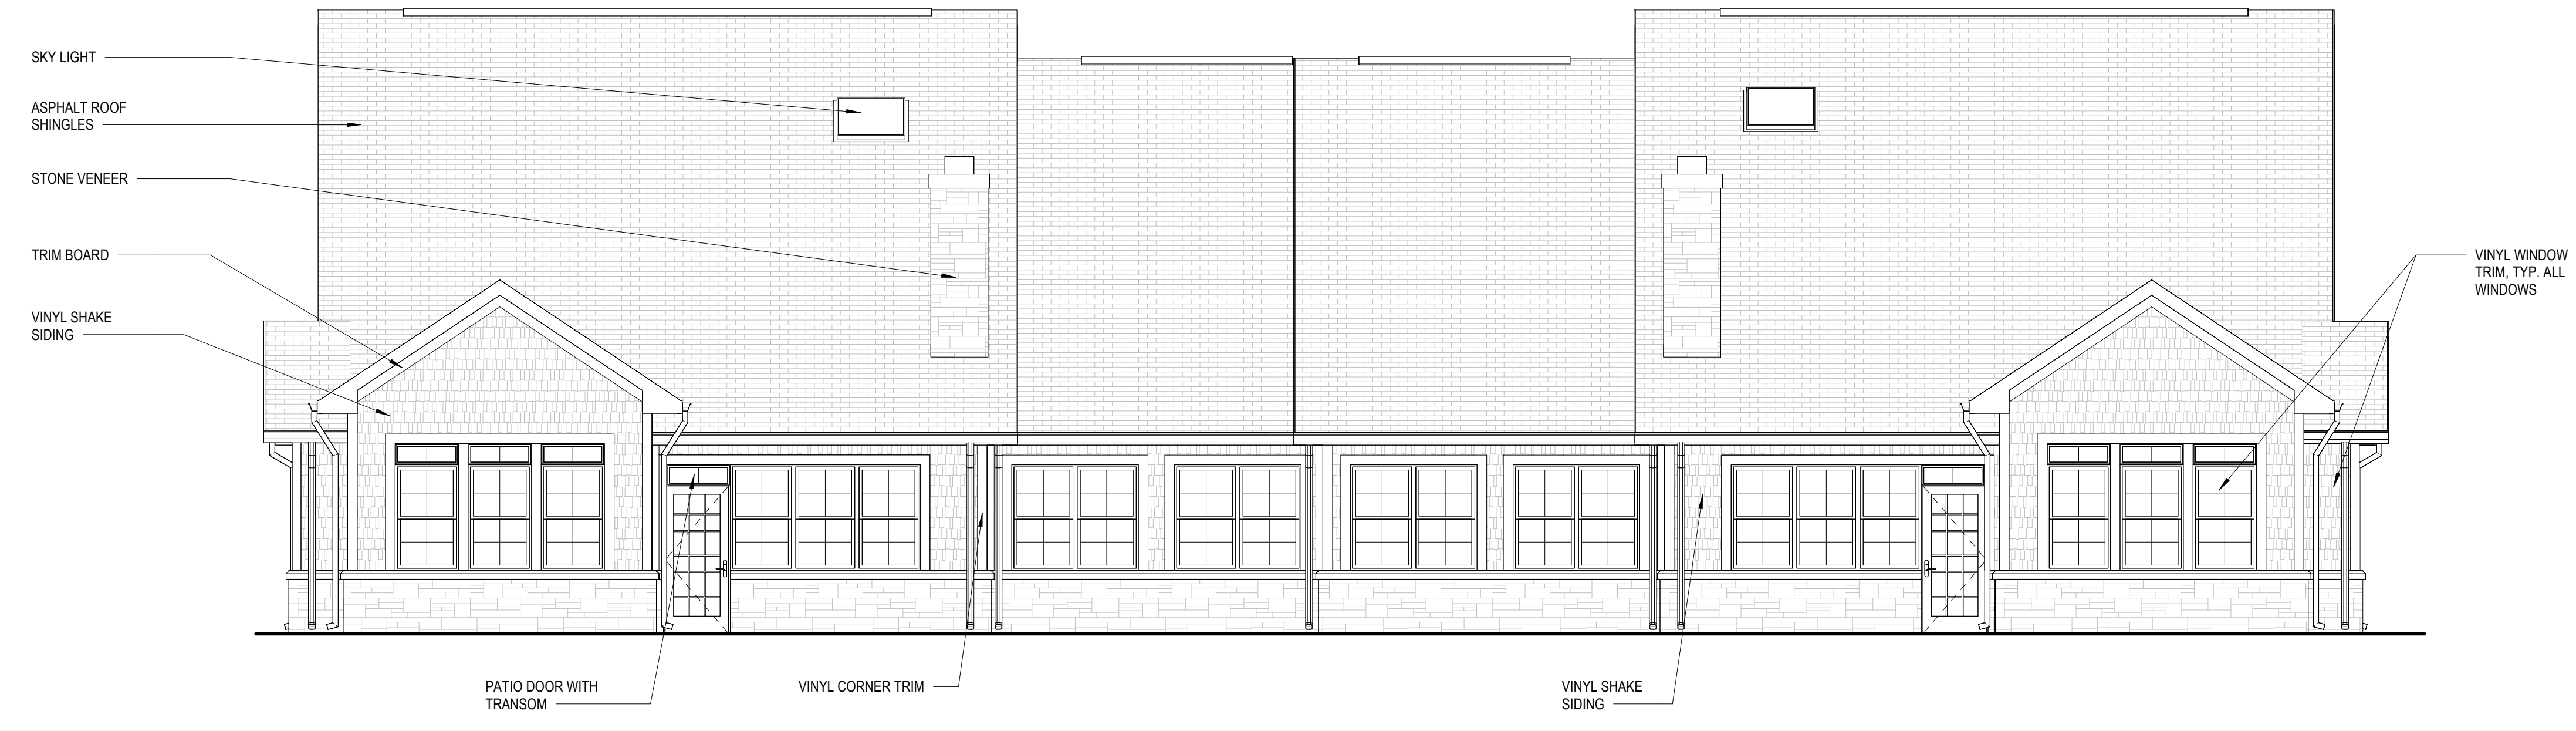 SKY LIGHT
ASPHALT ROOF
SHINGLES
STONE VENEER
TRIM BOARD
VINYL SHAKE
SIDING
VINYL WINDOW
TRIM, TYP. ALL
WINDOWS
PATIO DOOR WITH
TRANSOM
VINYL CORNER TRIM
VINYL SHAKE
SIDING